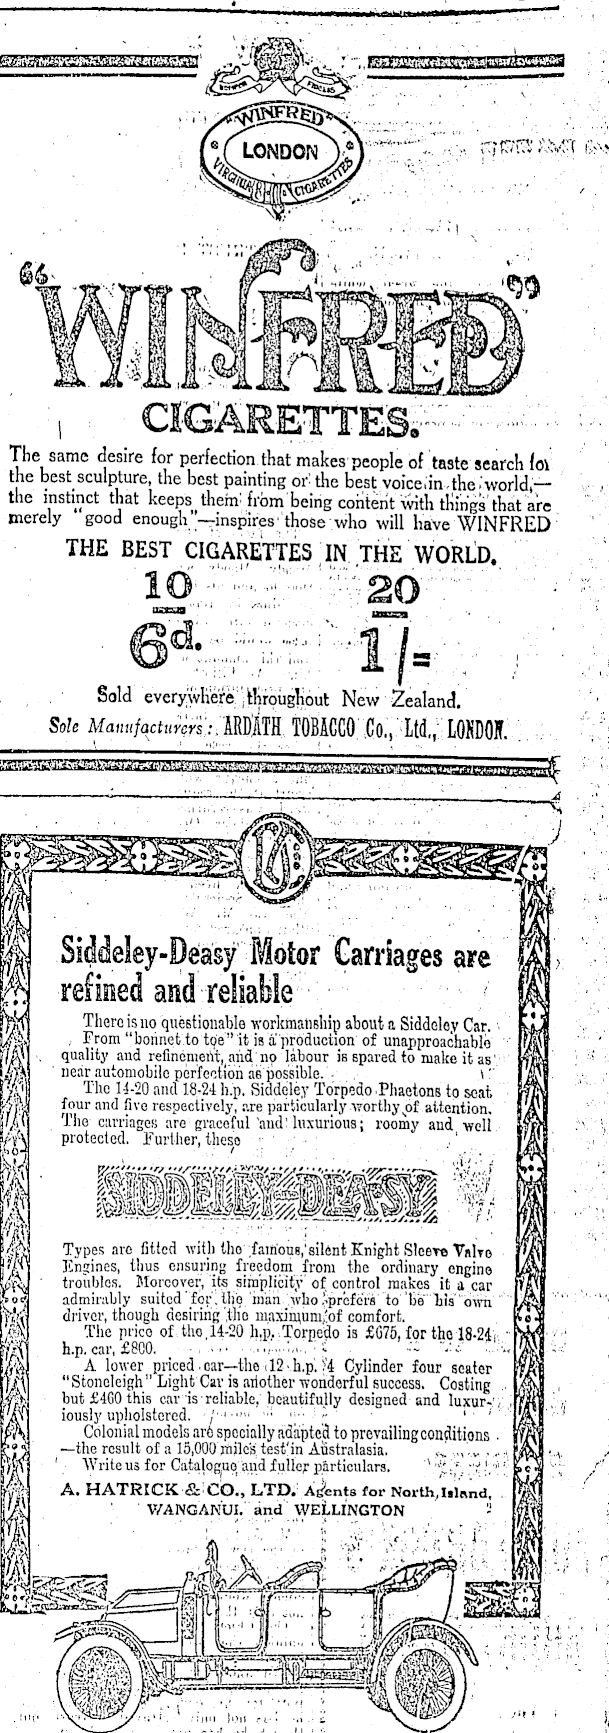 "WINFRED"
LONDON
VIRGINIA CIGARETTES
"WINFRED"
CIGARETTES.
The same desire for perfection that makes people of taste search for
the best sculpture, the best painting or the best voice in the world,—
the instinct that keeps them from being content with things that are
merely "good enough"—inspires those who will have WINFRED
THE BEST CIGARETTES IN THE WORLD.
10 20
6d. 1/=
Sold everywhere throughout New Zealand.
Sole Manufacturers: ARDATH TOBACCO Co., Ltd., LONDON.
Siddeley-Deasy Motor Carriages are
refined and reliable
There is no questionable workmanship about a Siddeley Car.
From "bonnet to toe" it is a production of unapproachable
quality and refinement, and no labour is spared to make it as
near automobile perfection as possible.
The 14-20 and 18-24 h.p. Siddeley Torpedo Phaetons to seat
four and five respectively, are particularly worthy of attention.
The carriages are graceful and luxurious; roomy and well
protected. Further, these
SIDDELEY-DEASY
Types are fitted with the famous, silent Knight Sleeve Valve
Engines, thus ensuring freedom from the ordinary engine
troubles. Moreover, its simplicity of control makes it a car
admirably suited for the man who prefers to be his own
driver, though desiring the maximum of comfort.
The price of the 14-20 h.p. Torpedo is £675, for the 18-24
h.p. car, £800.
A lower priced car—the 12 h.p. 4 Cylinder four seater
"Stoneleigh" Light Car is another wonderful success. Costing
but £460 this car is reliable, beautifully designed and luxur-
iously upholstered.
Colonial models are specially adapted to prevailing conditions
—the result of a 15,000 miles test in Australasia.
Write us for Catalogue and fuller particulars.
A. HATRICK & CO., LTD. Agents for North Island,
WANGANUI. and WELLINGTON